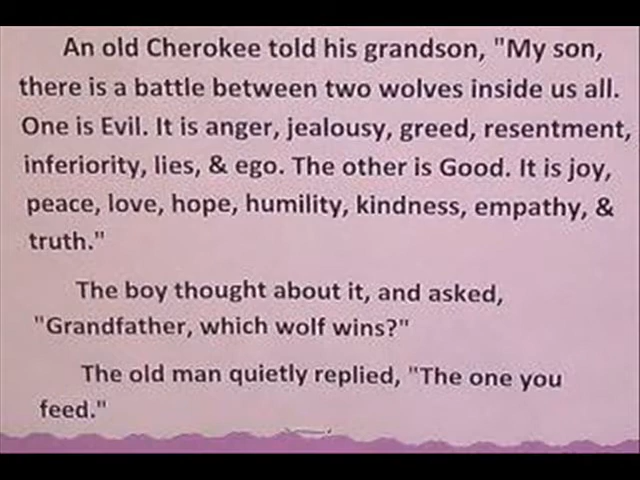 An old Cherokee told his grandson, "My son,
there is a battle between two wolves inside us all.
One is Evil. It is anger, jealousy, greed, resentment,
inferiority, lies, & ego. The other is Good. It is joy,
peace, love, hope, humility, kindness, empathy, &
truth."
The boy thought about it, and asked,
"Grandfather, which wolf wins?"
The old man quietly replied, "The one you
feed."